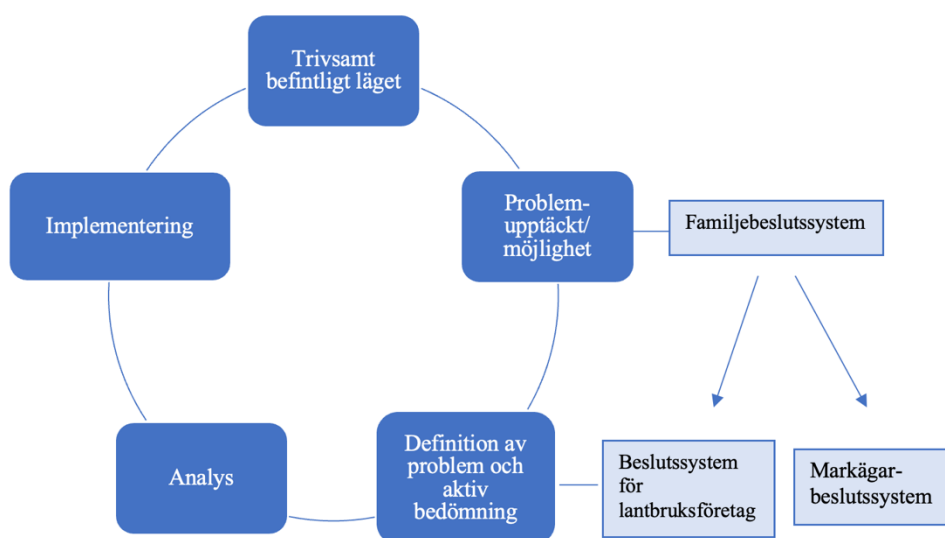 Trivsamt
befintligt läget
Problem-
upptäckt/
möjlighet
Familjebeslutssystem
Implementering
Definition av
problem och
aktiv
bedömning
Beslutssystem
för
lantbruksföretag
Markägar-
beslutssystem
Analys